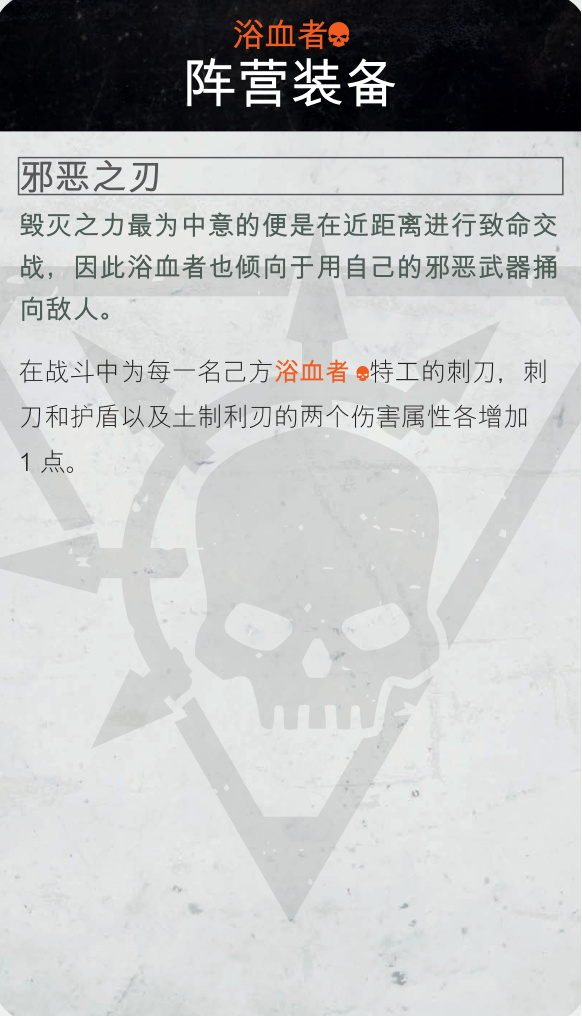 浴血者
阵营装备
邪恶之刃
毁灭之力最为中意的便是在近距离进行致命交
战，因此浴血者也倾向于用自己的邪恶武器捅
向敌人。
在战斗中为每一名己方浴血者 特工的刺刀，刺
刀和护盾以及土制利刃的两个伤害属性各增加
1 点。